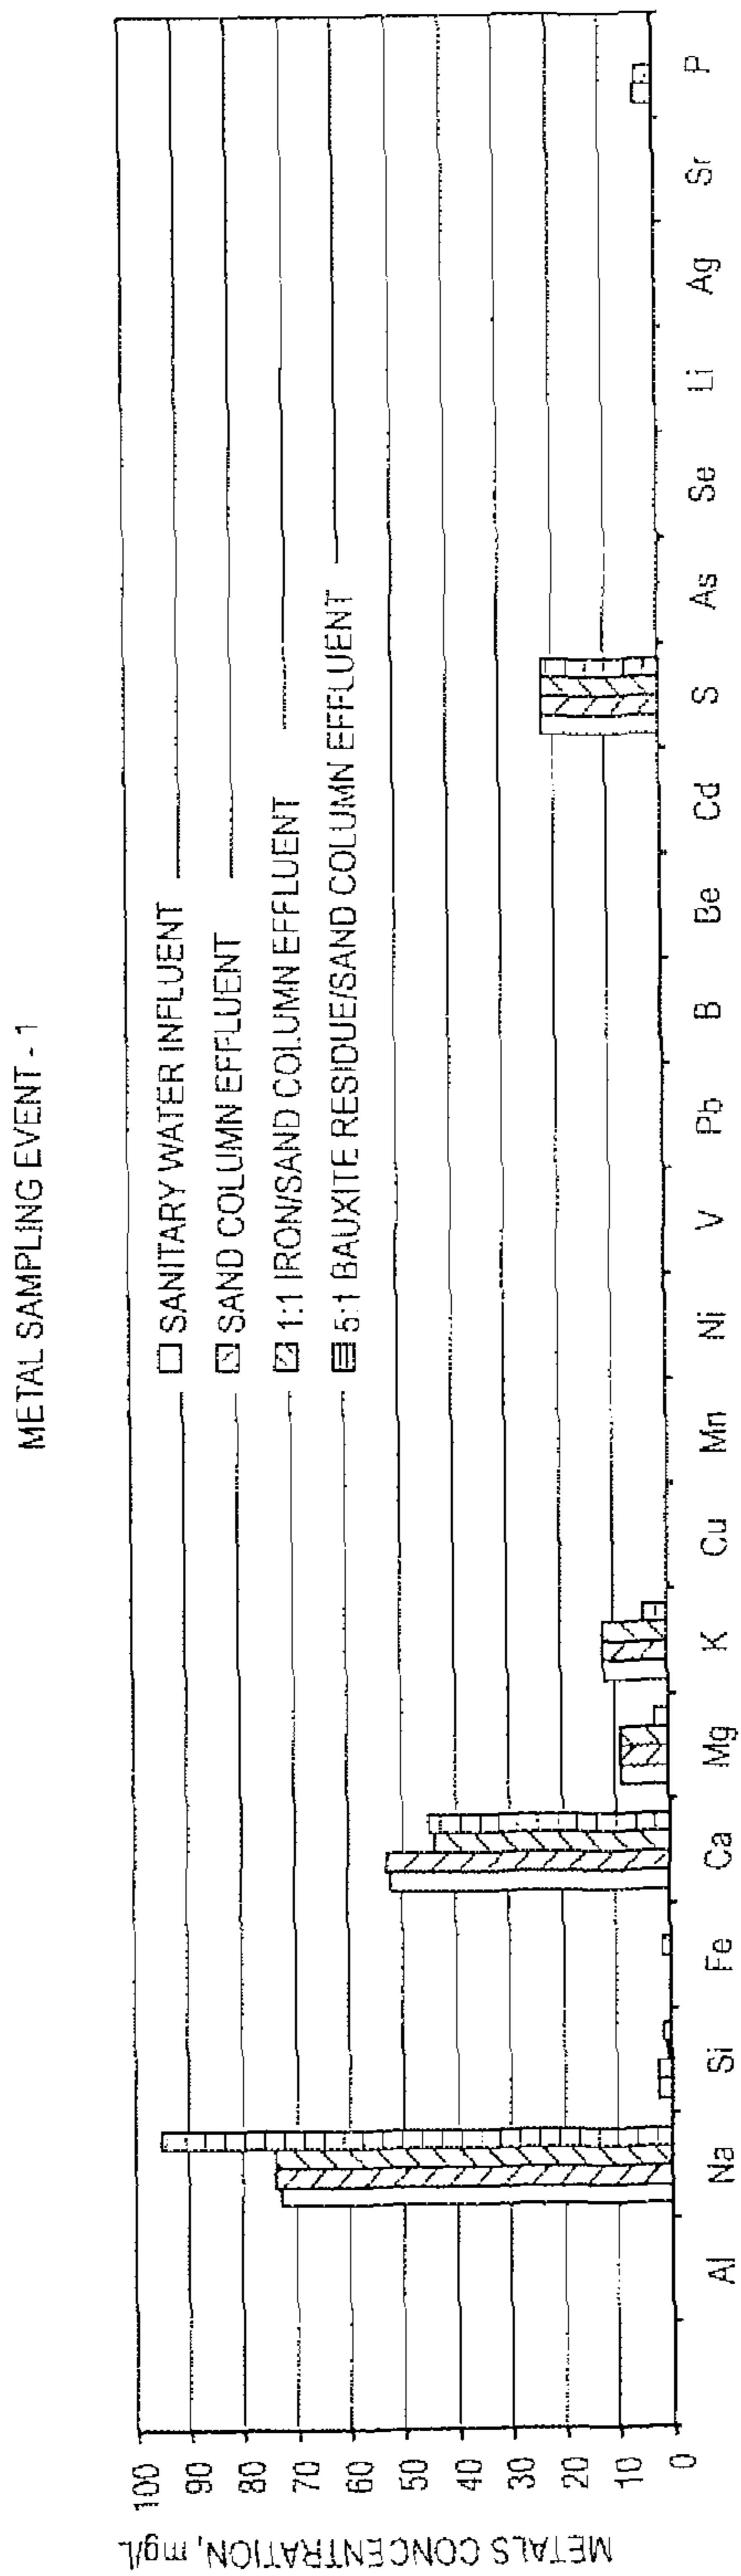 METAL SAMPLING EVENT - 1
METALS CONCENTRATION, mg/L
100
90
80
70
60
50
40
30
20
10
0
SANITARY WATER INFLUENT
SAND COLUMN EFFLUENT
1:1 IRON/SAND COLUMN EFFLUENT
5:1 BAUXITE RESIDUE/SAND COLUMN EFFLUENT
Al Na Si Fe Ca Mg K Cu Mn Ni V Pb B Be Cd S As Se Li Ag Sr P